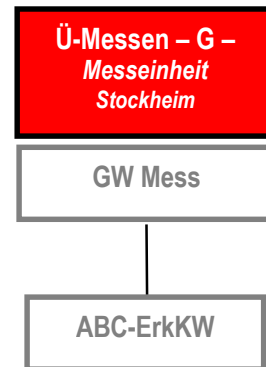 Ü-Messen – G –
Messeinheit
Stockheim
GW Mess
ABC-ErkKW